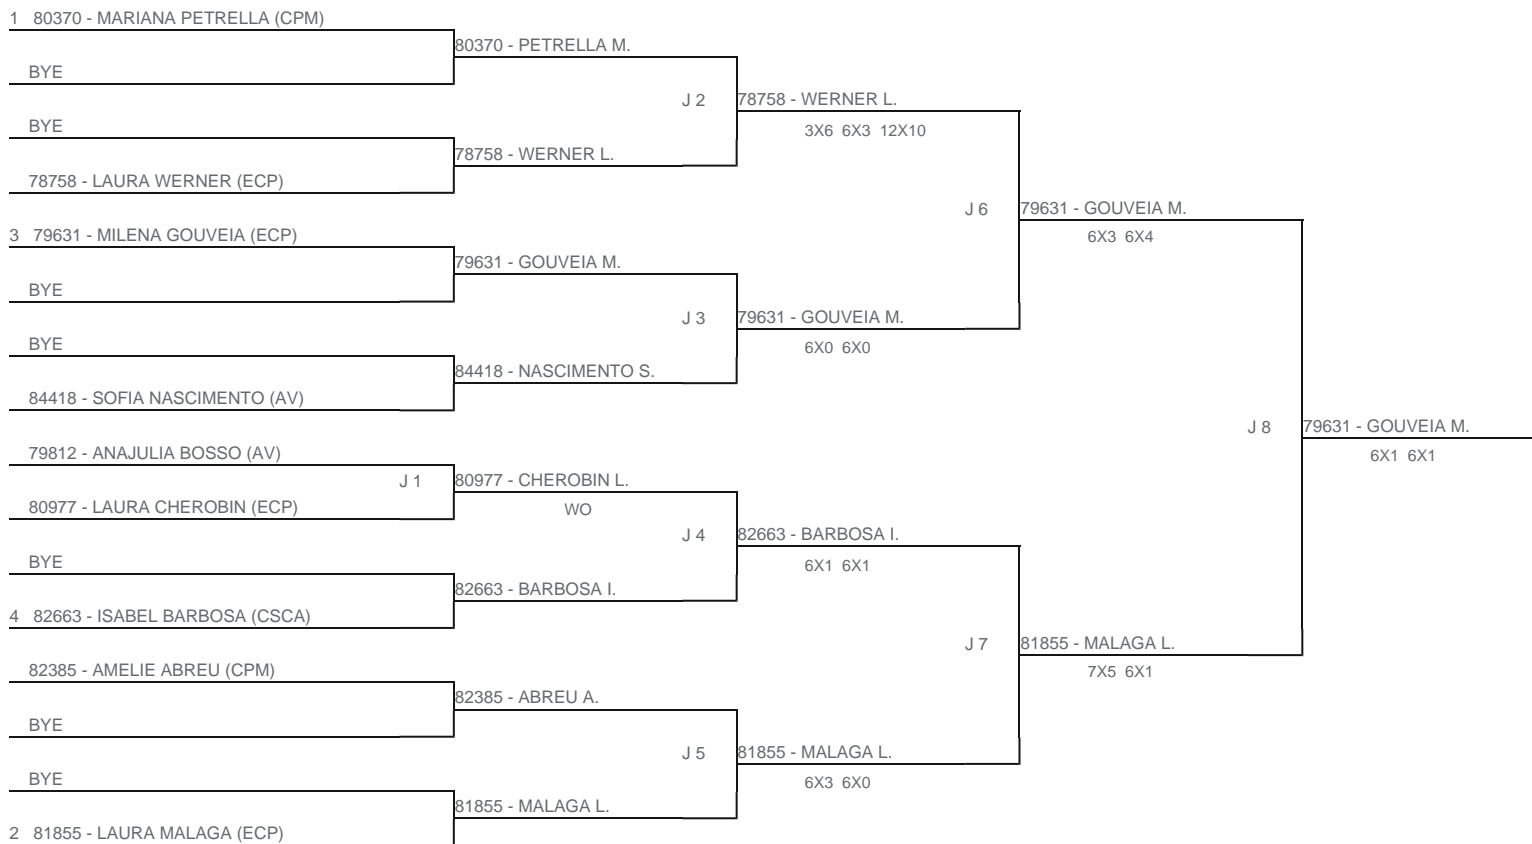 1 80370 - MARIANA PETRELLA (CPM)
80370 - PETRELLA M.
BYE
J 2
78758 - WERNER L.
BYE
3X6 6X3 12X10
78758 - WERNER L.
78758 - LAURA WERNER (ECP)
J 6
79631 - GOUVEIA M.
3 79631 - MILENA GOUVEIA (ECP)
6X3 6X4
79631 - GOUVEIA M.
BYE
J 3
79631 - GOUVEIA M.
BYE
6X0 6X0
84418 - NASCIMENTO S.
84418 - SOFIA NASCIMENTO (AV)
J 8
79631 - GOUVEIA M.
79812 - ANAJULIA BOSSO (AV)
6X1 6X1
J 1
80977 - CHEROBIN L.
80977 - LAURA CHEROBIN (ECP)
WO
J 4
82663 - BARBOSA I.
BYE
6X1 6X1
82663 - BARBOSA I.
4 82663 - ISABEL BARBOSA (CSCA)
J 7
81855 - MALAGA L.
82385 - AMELIE ABREU (CPM)
7X5 6X1
82385 - ABREU A.
BYE
J 5
81855 - MALAGA L.
BYE
6X3 6X0
81855 - MALAGA L.
2 81855 - LAURA MALAGA (ECP)